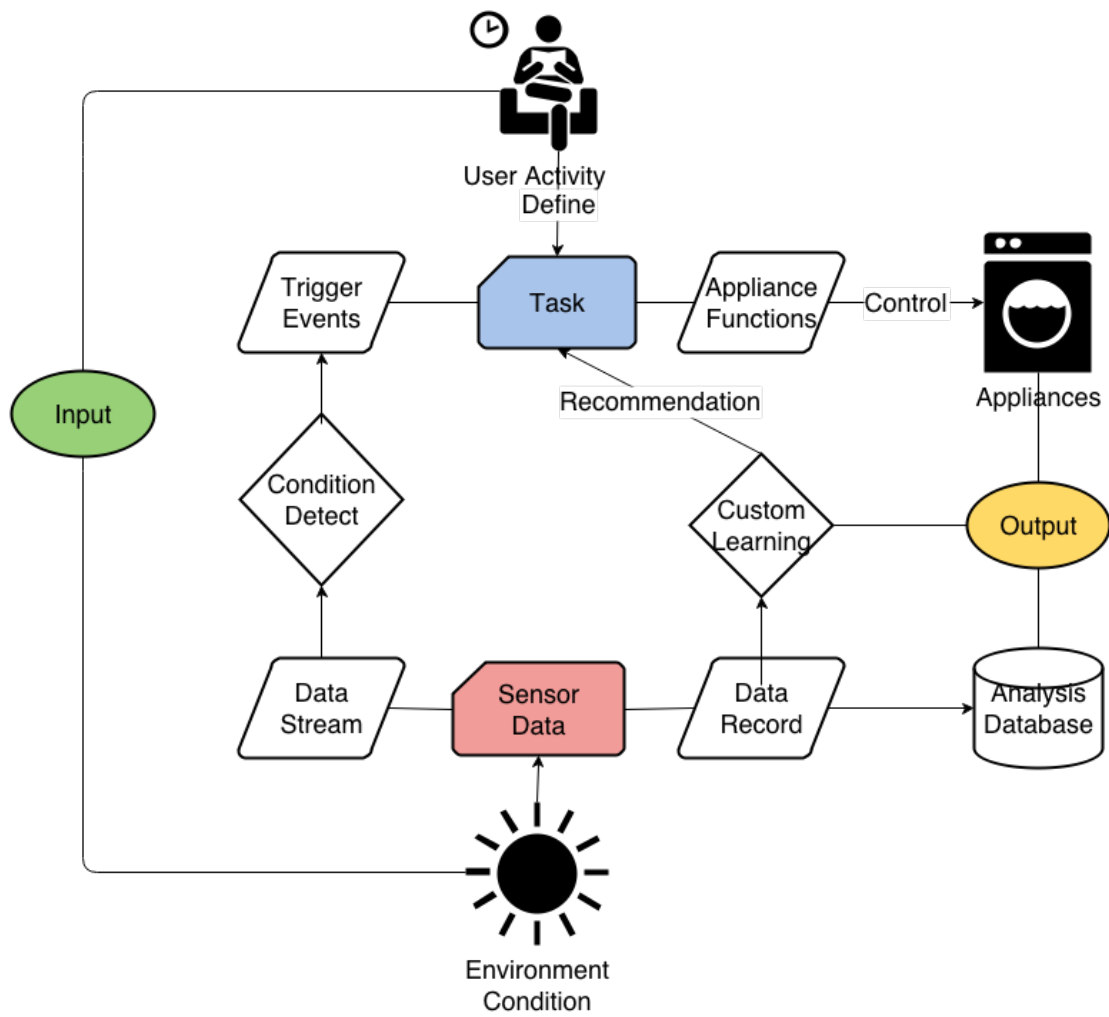 User Activity
Define
Trigger
Events
Task
Appliance
Functions
Control
Appliances
Input
Recommendation
Condition
Detect
Custom
Learning
Output
Data
Stream
Sensor
Data
Data
Record
Analysis
Database
Environment
Condition